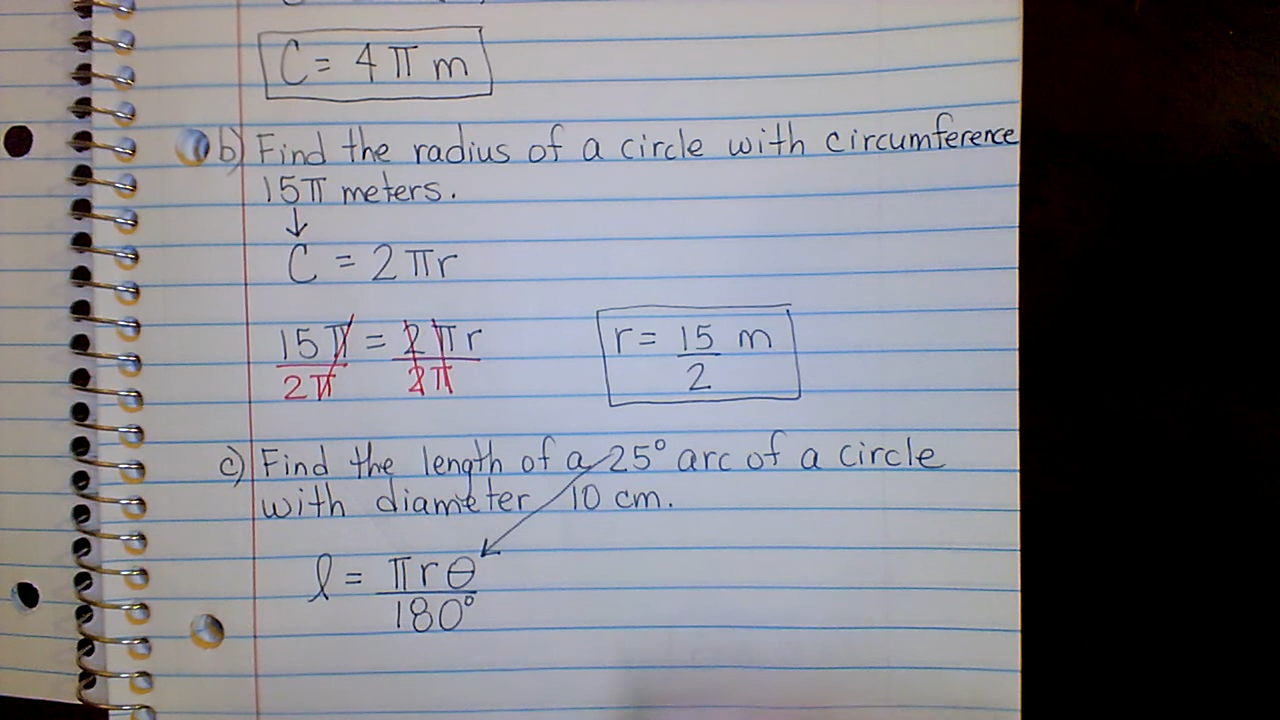 C = 4π m
b) Find the radius of a circle with circumference
15π meters.
↓
C = 2πr
15π/2π = 2πr/2π
r = 15/2 m
c) Find the length of a 25° arc of a circle
with diameter 10 cm.
l = πrθ/180°